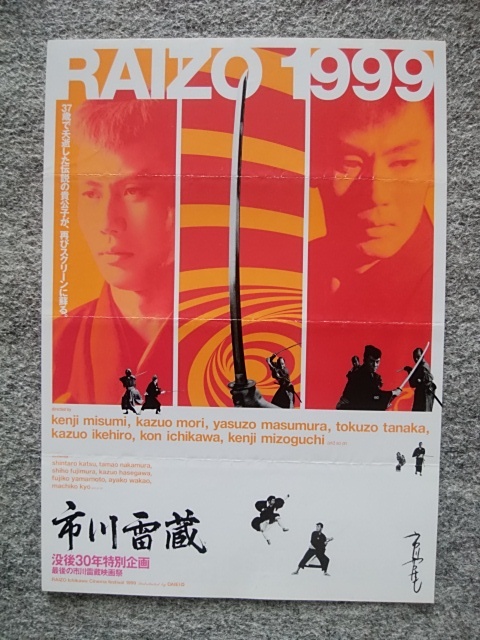 RAIZO 1999
37歳で夭逝した伝説の貴公子が、再びスクリーンに蘇る。
kenji misumi, kazuo mori, yasuzo masumura, tokuzo tanaka,
kazuo ikehiro, kon ichikawa, kenji mizoguchi
shintaro katsu, tamao nakamura,
shiho fujimura, kazuo hasegawa,
fujiko yamamoto, ayako wakao,
machiko kyo
市川雷蔵
没後30年特別企画
最後の市川雷蔵映画祭
RAIZO Ichikawa Cinema festival 1999